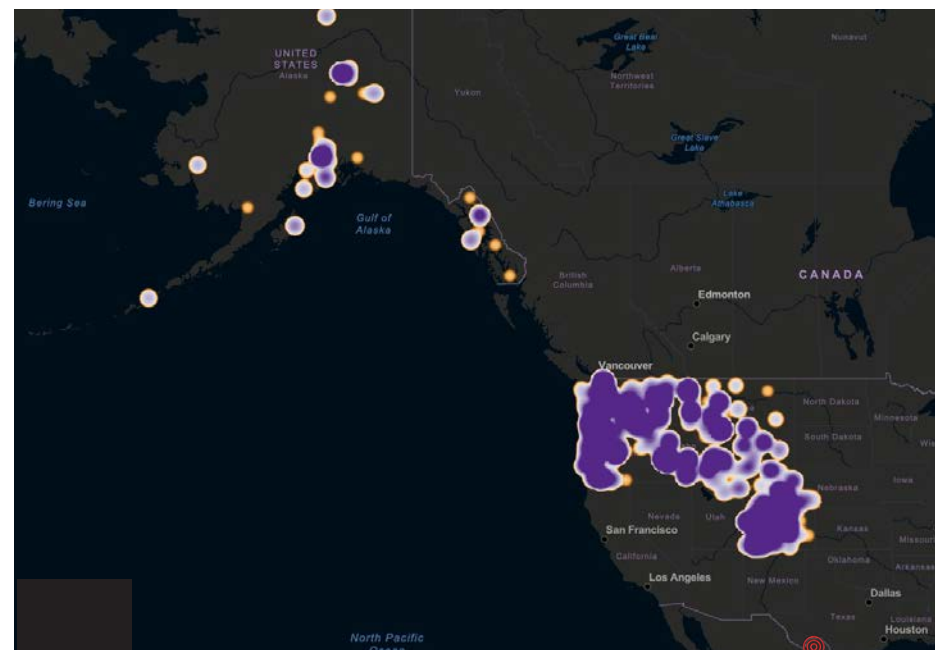 Great Bear
Lake
Nunavut
UNITED
STATES
Alaska
Northwest
Territories
Yukon
Great Slave
Lake
Lake
Athabasca
Bering Sea
Gulf of
Alaska
British
Columbia
Alberta
CANADA
Edmonton
Calgary
Vancouver
North Dakota
Minnesota
South Dakota
Nebraska
Iowa
Nevada
Utah
San Francisco
California
Kansas
Missouri
Oklahoma
Arkansas
Los Angeles
New Mexico
Dallas
Texas
Louisiana
Houston
North Pacific
Ocean